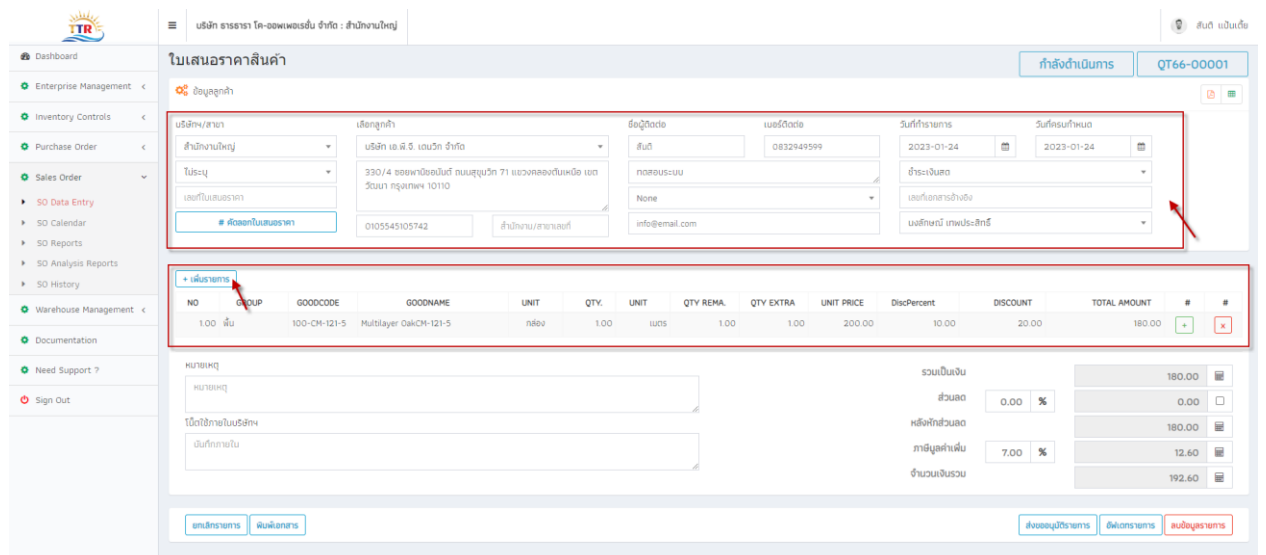 TTR
บริษัท ธารธารา โค-ออพเพอเรชั่น จำกัด : สำนักงานใหญ่
สันติ แป้นเดี้ย
Dashboard
Enterprise Management
Inventory Controls
Purchase Order
Sales Order
SO Data Entry
SO Calendar
SO Reports
SO Analysis Reports
SO History
Warehouse Management
Documentation
Need Support ?
Sign Out
ใบเสนอราคาสินค้า
กำลังดำเนินการ QT66-00001
ข้อมูลลูกค้า
บริษัทฯ/สาขา เลือกลูกค้า ชื่อผู้ติดต่อ เบอร์ติดต่อ วันที่ทำรายการ วันที่ครบกำหนด
สำนักงานใหญ่ บริษัท เอ.พี.จี. เดนวิก จำกัด สันติ 0832949599 2023-01-24 2023-01-24
ไม่ระบุ 330/4 ซอยพาณิชอนันต์ ถนนสุขุมวิท 71 แขวงคลองตันเหนือ เขต ทดสอบระบบ ชำระเงินสด
วัฒนา กรุงเทพฯ 10110
เลขที่ใบเสนอราคา None เลขที่เอกสารอ้างอิง
# คัดลอกใบเสนอราคา 0105545105742 สำนักงาน/สาขาเลขที่ info@email.com นงลักษณ์ เทพประสิทธิ์
+ เพิ่มรายการ
NO GROUP GOODCODE GOODNAME UNIT QTY. UNIT QTY REMA. QTY EXTRA UNIT PRICE DiscPercent DISCOUNT TOTAL AMOUNT # #
1.00 พื้น 100-CM-121-5 Multilayer OakCM-121-5 กล่อง 1.00 เมตร 1.00 1.00 200.00 10.00 20.00 180.00 + x
หมายเหตุ
หมายเหตุ
โน๊ตใช้ภายในบริษัทฯ
บันทึกภายใน
รวมเป็นเงิน 180.00
ส่วนลด 0.00 % 0.00
หลังหักส่วนลด 180.00
ภาษีมูลค่าเพิ่ม 7.00 % 12.60
จำนวนเงินรวม 192.60
ยกเลิกรายการ พิมพ์เอกสาร ส่งขออนุมัติรายการ อัพเดทรายการ ลบข้อมูลรายการ